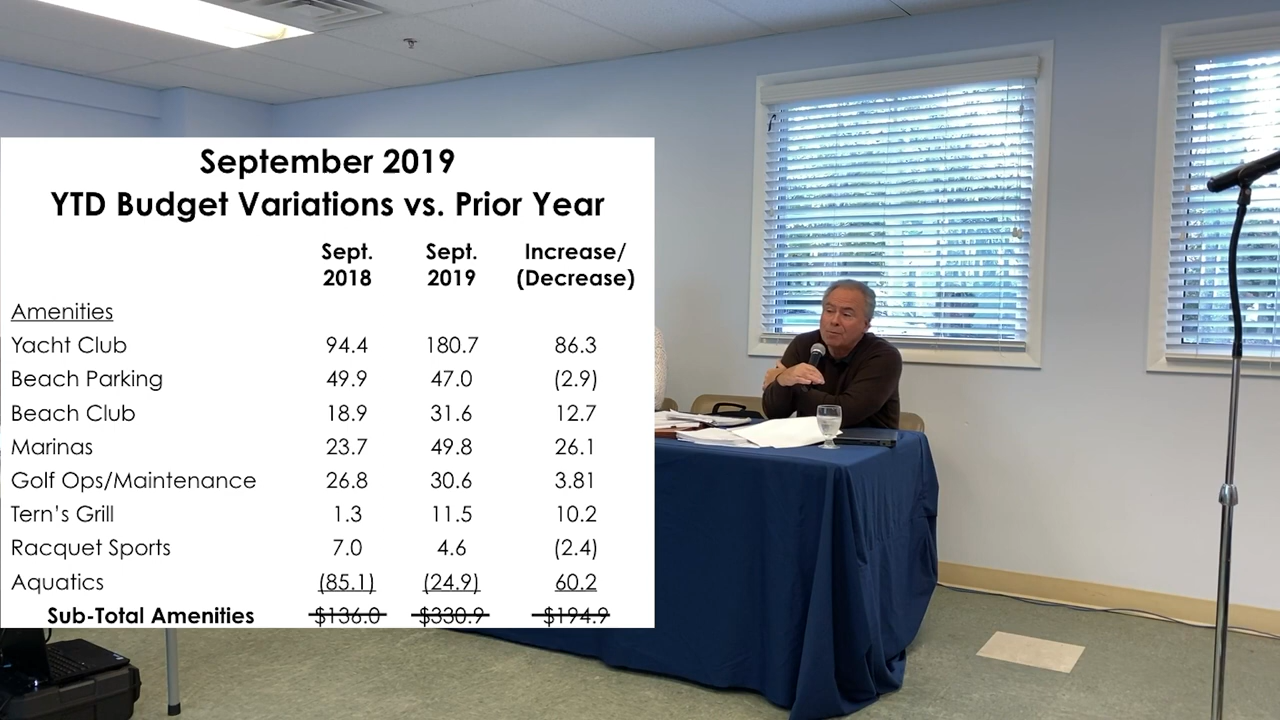 September 2019
YTD Budget Variations vs. Prior Year
Sept. 2018 Sept. 2019 Increase/ (Decrease)
Amenities
Yacht Club 94.4 180.7 86.3
Beach Parking 49.9 47.0 (2.9)
Beach Club 18.9 31.6 12.7
Marinas 23.7 49.8 26.1
Golf Ops/Maintenance 26.8 30.6 3.81
Tern's Grill 1.3 11.5 10.2
Racquet Sports 7.0 4.6 (2.4)
Aquatics (85.1) (24.9) 60.2
Sub-Total Amenities $136.0 $330.9 $194.9